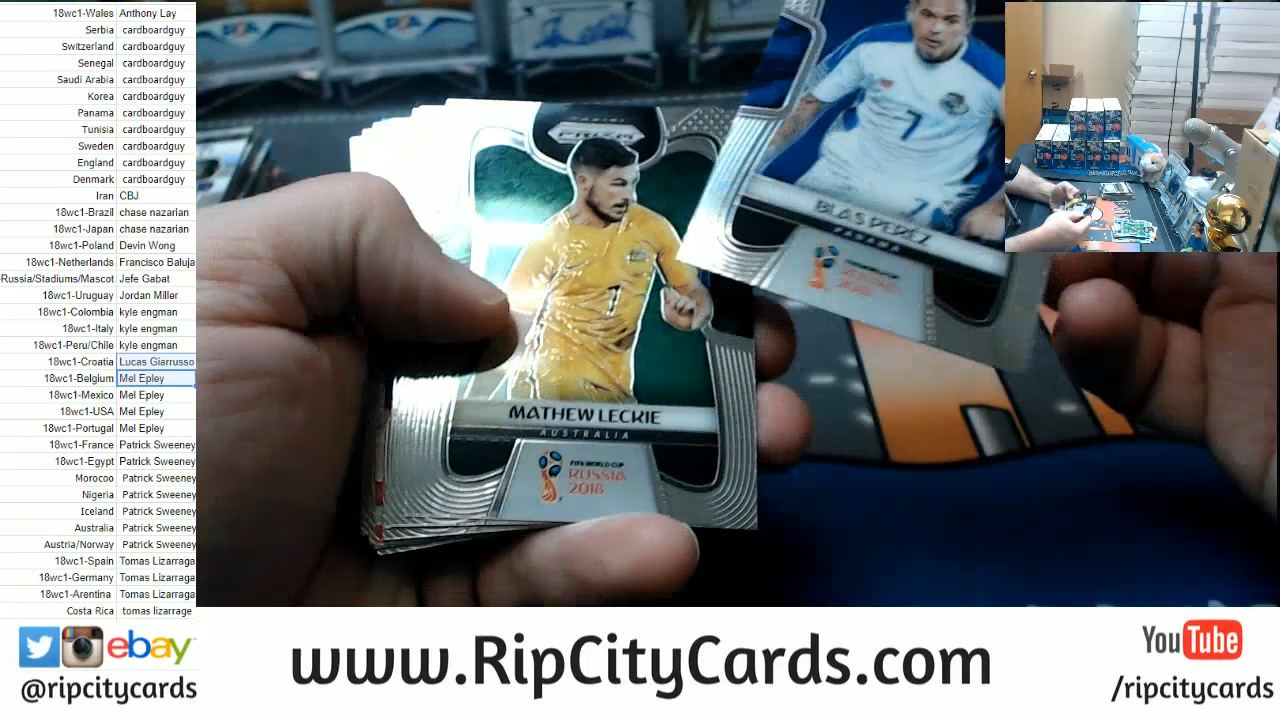 18wc1-Wales Anthony Lay
Serbia cardboardguy
Switzerland cardboardguy
Senegal cardboardguy
Saudi Arabia cardboardguy
Korea cardboardguy
Panama cardboardguy
Tunisia cardboardguy
Sweden cardboardguy
England cardboardguy
Denmark cardboardguy
Iran CBJ
18wc1-Brazil chase nazarian
18wc1-Japan chase nazarian
18wc1-Poland Devin Wong
18wc1-Netherlands Francisco Baluja
-Russia/Stadiums/Mascot Jefe Gabat
18wc1-Uruguay Jordan Miller
18wc1-Colombia kyle engman
18wc1-Italy kyle engman
18wc1-Peru/Chile kyle engman
18wc1-Croatia Lucas Giarrusso
18wc1-Belgium Mel Epley
18wc1-Mexico Mel Epley
18wc1-USA Mel Epley
18wc1-Portugal Mel Epley
18wc1-France Patrick Sweeney
18wc1-Egypt Patrick Sweeney
Morocoo Patrick Sweeney
Nigeria Patrick Sweeney
Iceland Patrick Sweeney
Australia Patrick Sweeney
Austria/Norway Patrick Sweeney
18wc1-Spain Tomas Lizarraga
18wc1-Germany Tomas Lizarraga
18wc1-Arentina Tomas Lizarraga
Costa Rica tomas lizarrage
PANINI
PRIZM
MATHEW LECKIE
AUSTRALIA
FIFA WORLD CUP
RUSSIA
2018
7
7
BLAS PEREZ
PANAMA
RUSSIA
2018
ebay
@ripcitycards
www.RipCityCards.com
YouTube
/ripcitycards